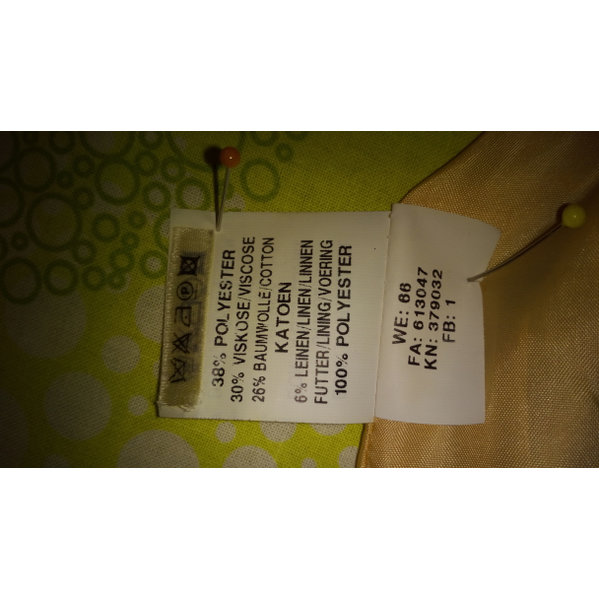 38% POLYESTER
30% VISKOSE/VISCOSE
26% BAUMWOLLE/COTTON
KATOEN
6% LEINEN/LINEN/LINNEN
FUTTER/LINING/VOERING
100% POLYESTER
WE: 66
FA: 613047
KN: 379032
FB: 1